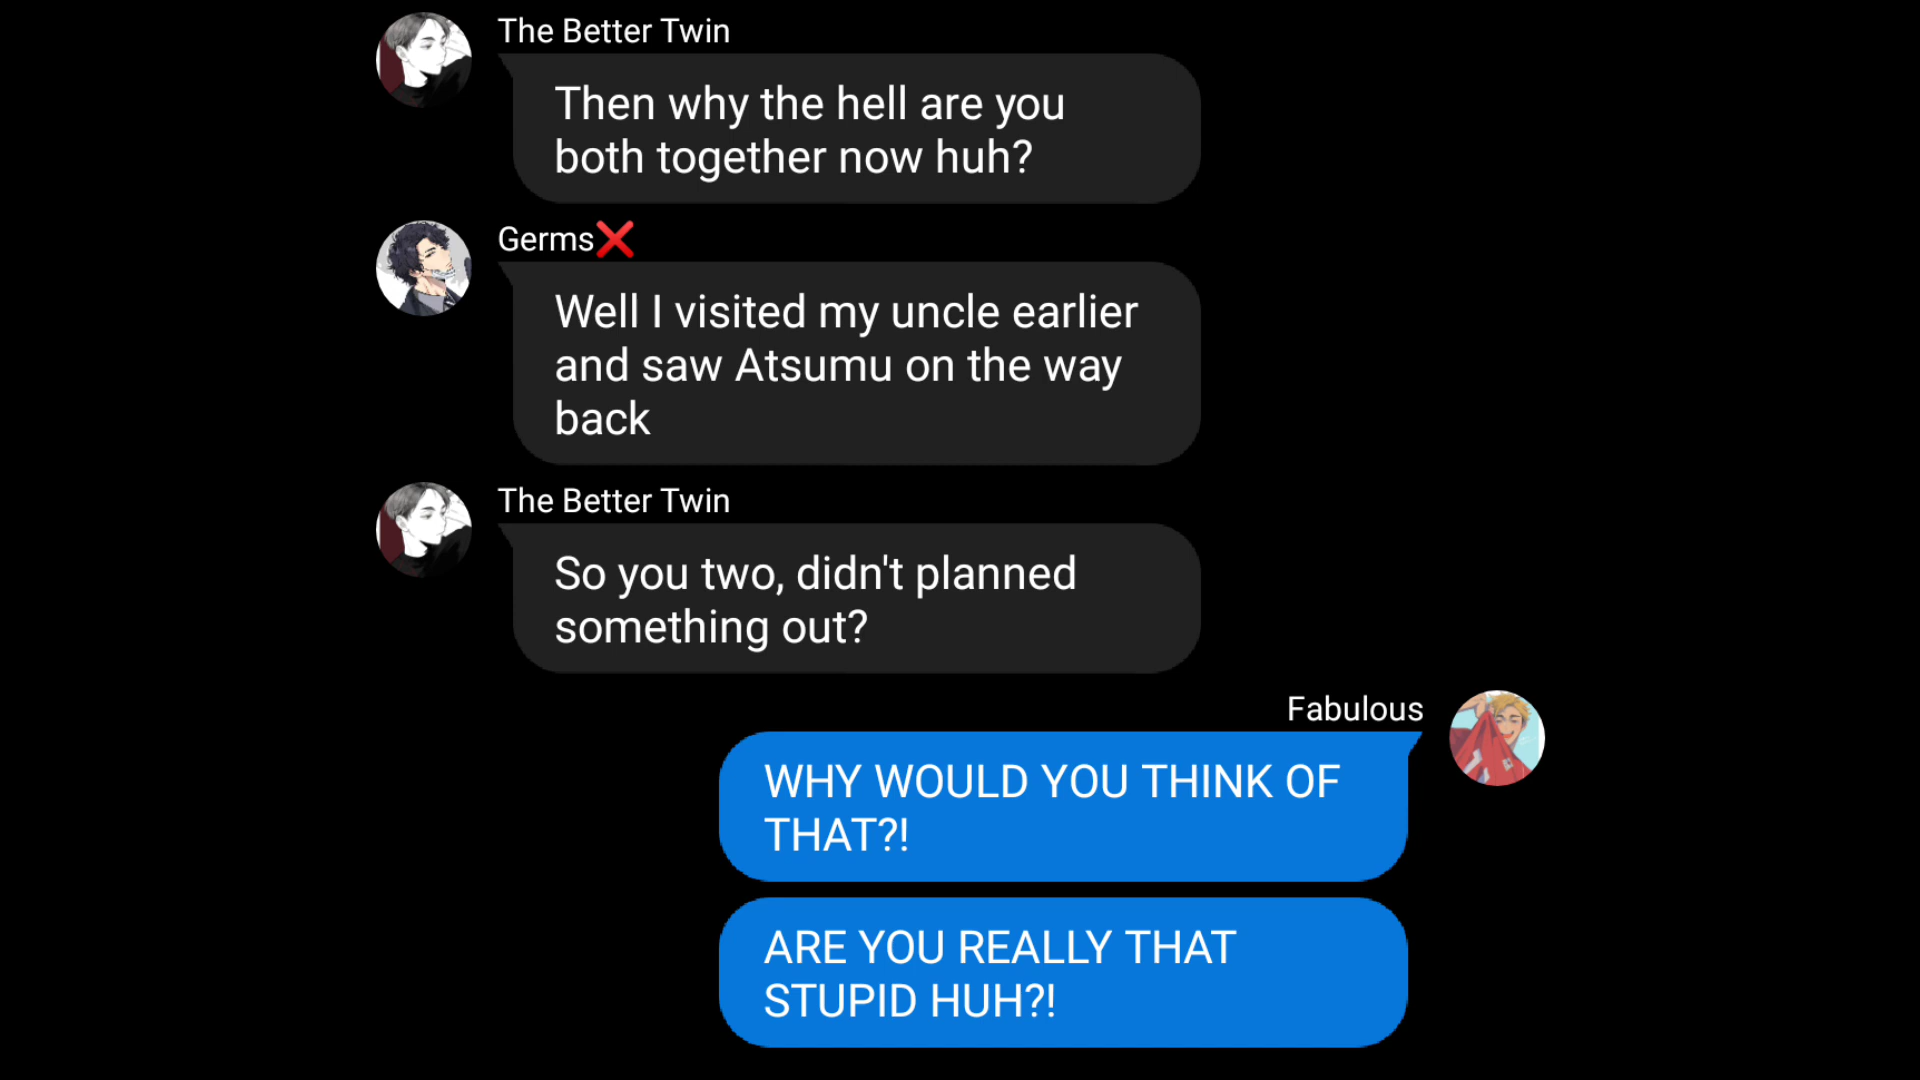 The Better Twin
Then why the hell are you
both together now huh?
Germs❌
Well I visited my uncle earlier
and saw Atsumu on the way
back
The Better Twin
So you two, didn't planned
something out?
Fabulous
WHY WOULD YOU THINK OF
THAT?!
ARE YOU REALLY THAT
STUPID HUH?!